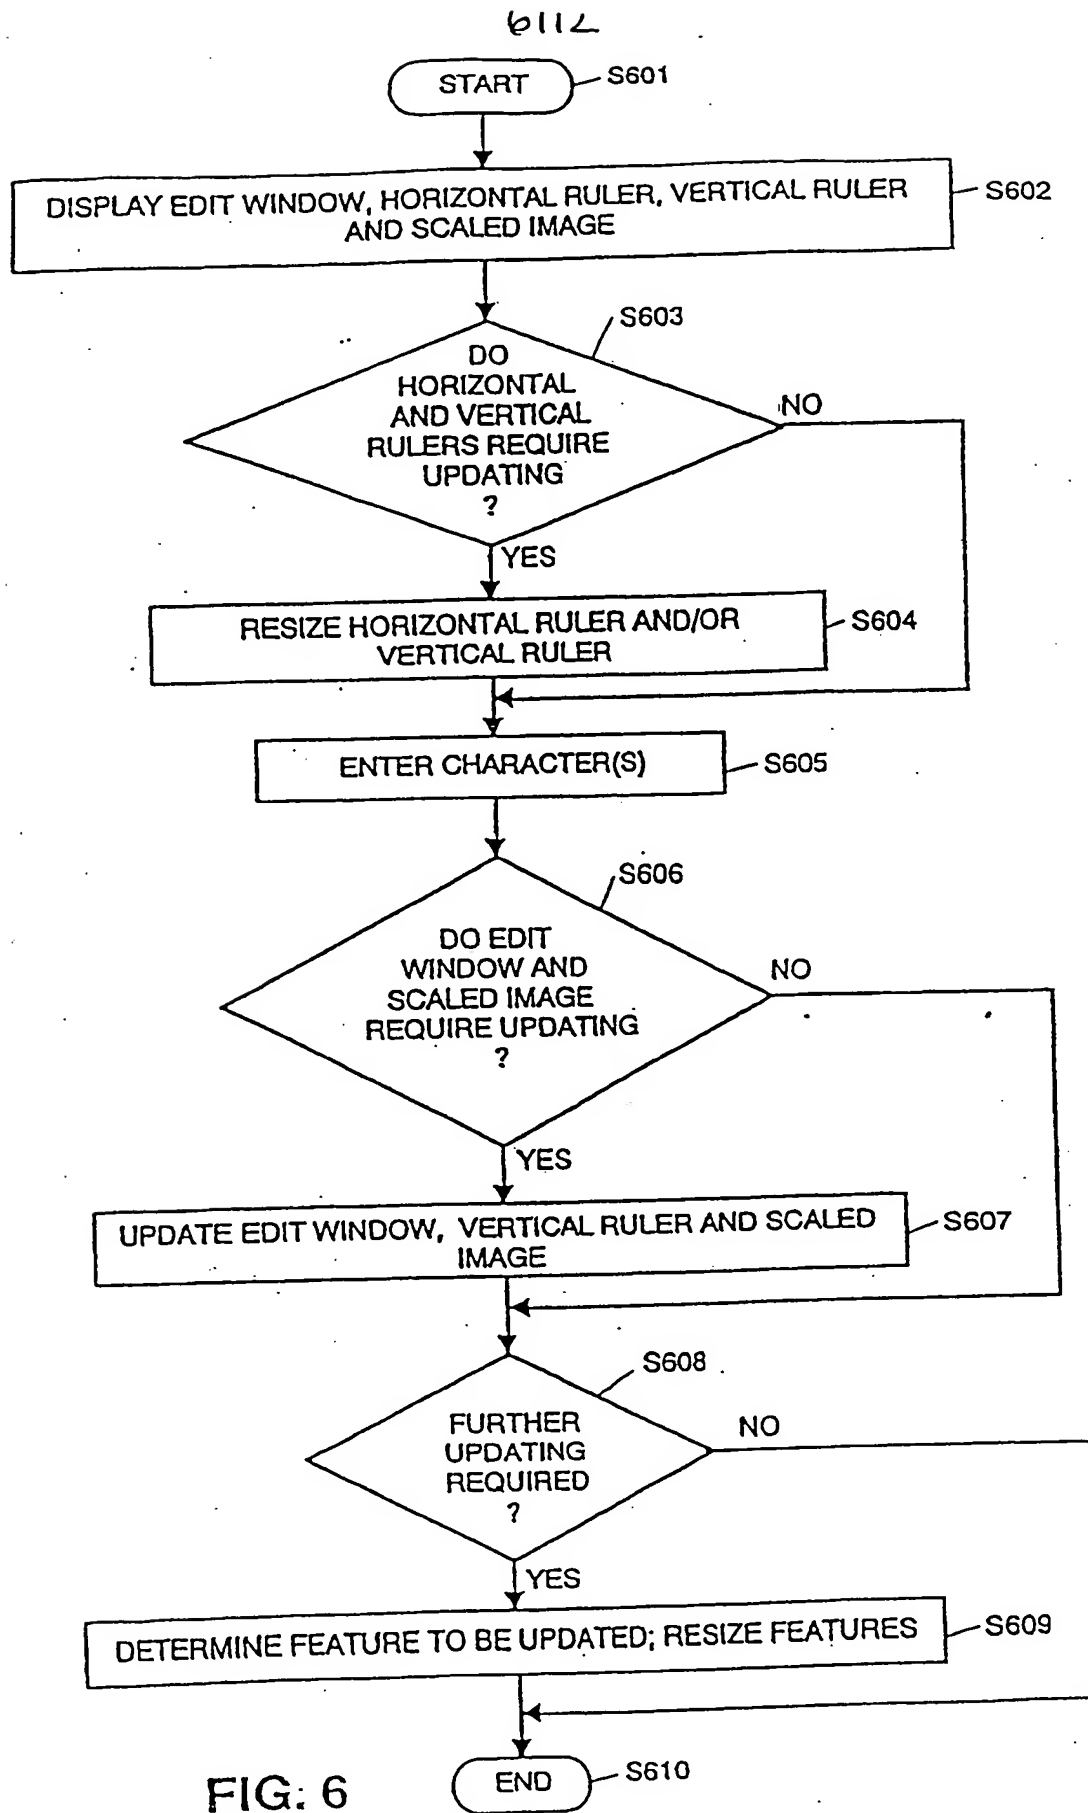 6/12
START
S601
DISPLAY EDIT WINDOW, HORIZONTAL RULER, VERTICAL RULER
AND SCALED IMAGE
S602
S603
DO
HORIZONTAL
AND VERTICAL
RULERS REQUIRE
UPDATING
?
NO
YES
RESIZE HORIZONTAL RULER AND/OR
VERTICAL RULER
S604
ENTER CHARACTER(S)
S605
S606
DO EDIT
WINDOW AND
SCALED IMAGE
REQUIRE UPDATING
?
NO
YES
UPDATE EDIT WINDOW, VERTICAL RULER AND SCALED
IMAGE
S607
S608
FURTHER
UPDATING
REQUIRED
?
NO
YES
DETERMINE FEATURE TO BE UPDATED; RESIZE FEATURES
S609
END
S610
FIG. 6